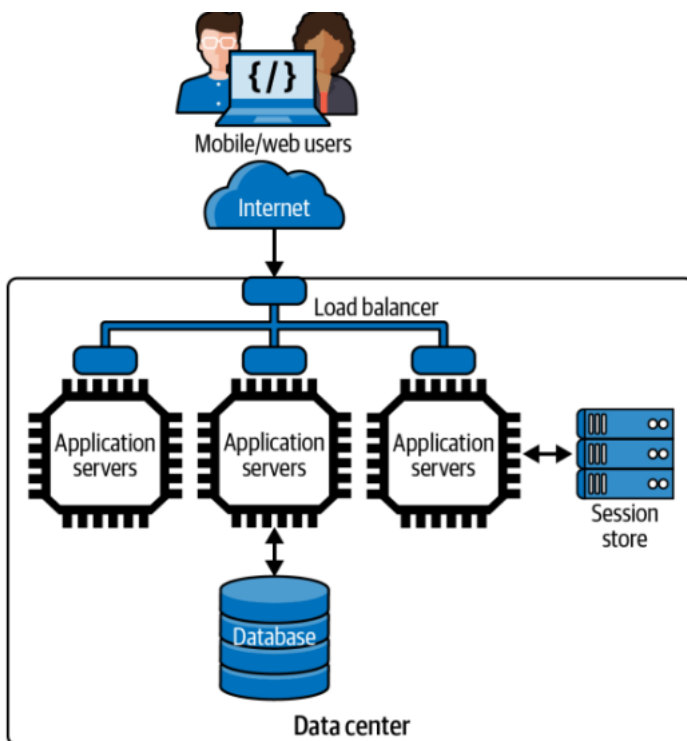 {/}
Mobile/web users
Internet
Load balancer
Application
servers
Application
servers
Application
servers
Session
store
Database
Data center